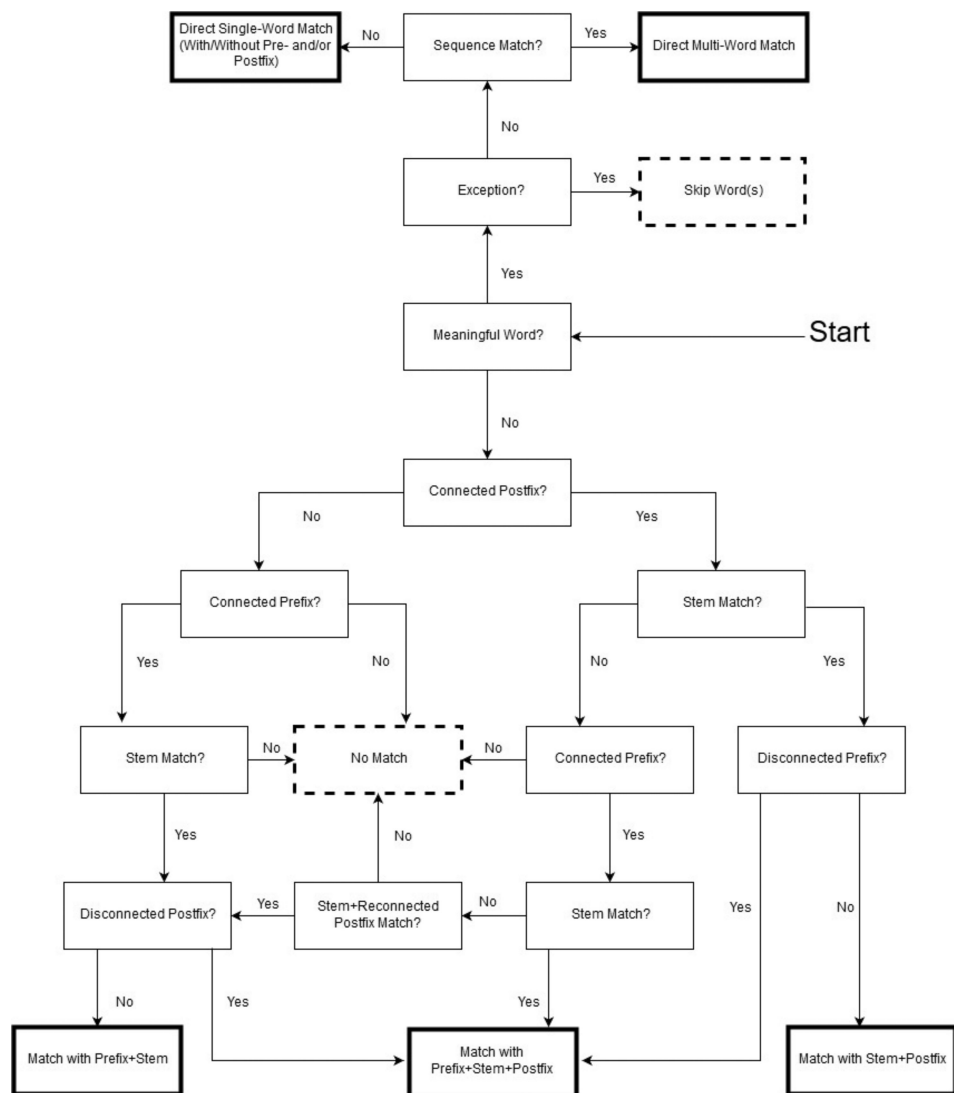 Direct Single-Word Match
(With/Without Pre- and/or
Postfix)
No
Sequence Match?
Yes
Direct Multi-Word Match
No
Exception?
Yes
Skip Word(s)
Yes
Meaningful Word?
Start
No
Connected Postfix?
No
Yes
Connected Prefix?
Stem Match?
Yes
No
No
Yes
Stem Match?
No
No Match
No
Connected Prefix?
Disconnected Prefix?
Yes
No
Yes
Disconnected Postfix?
Yes
Stem+Reconnected
Postfix Match?
No
Stem Match?
Yes
No
No
Yes
Yes
Match with Prefix+Stem
Match with
Prefix+Stem+Postfix
Match with Stem+Postfix